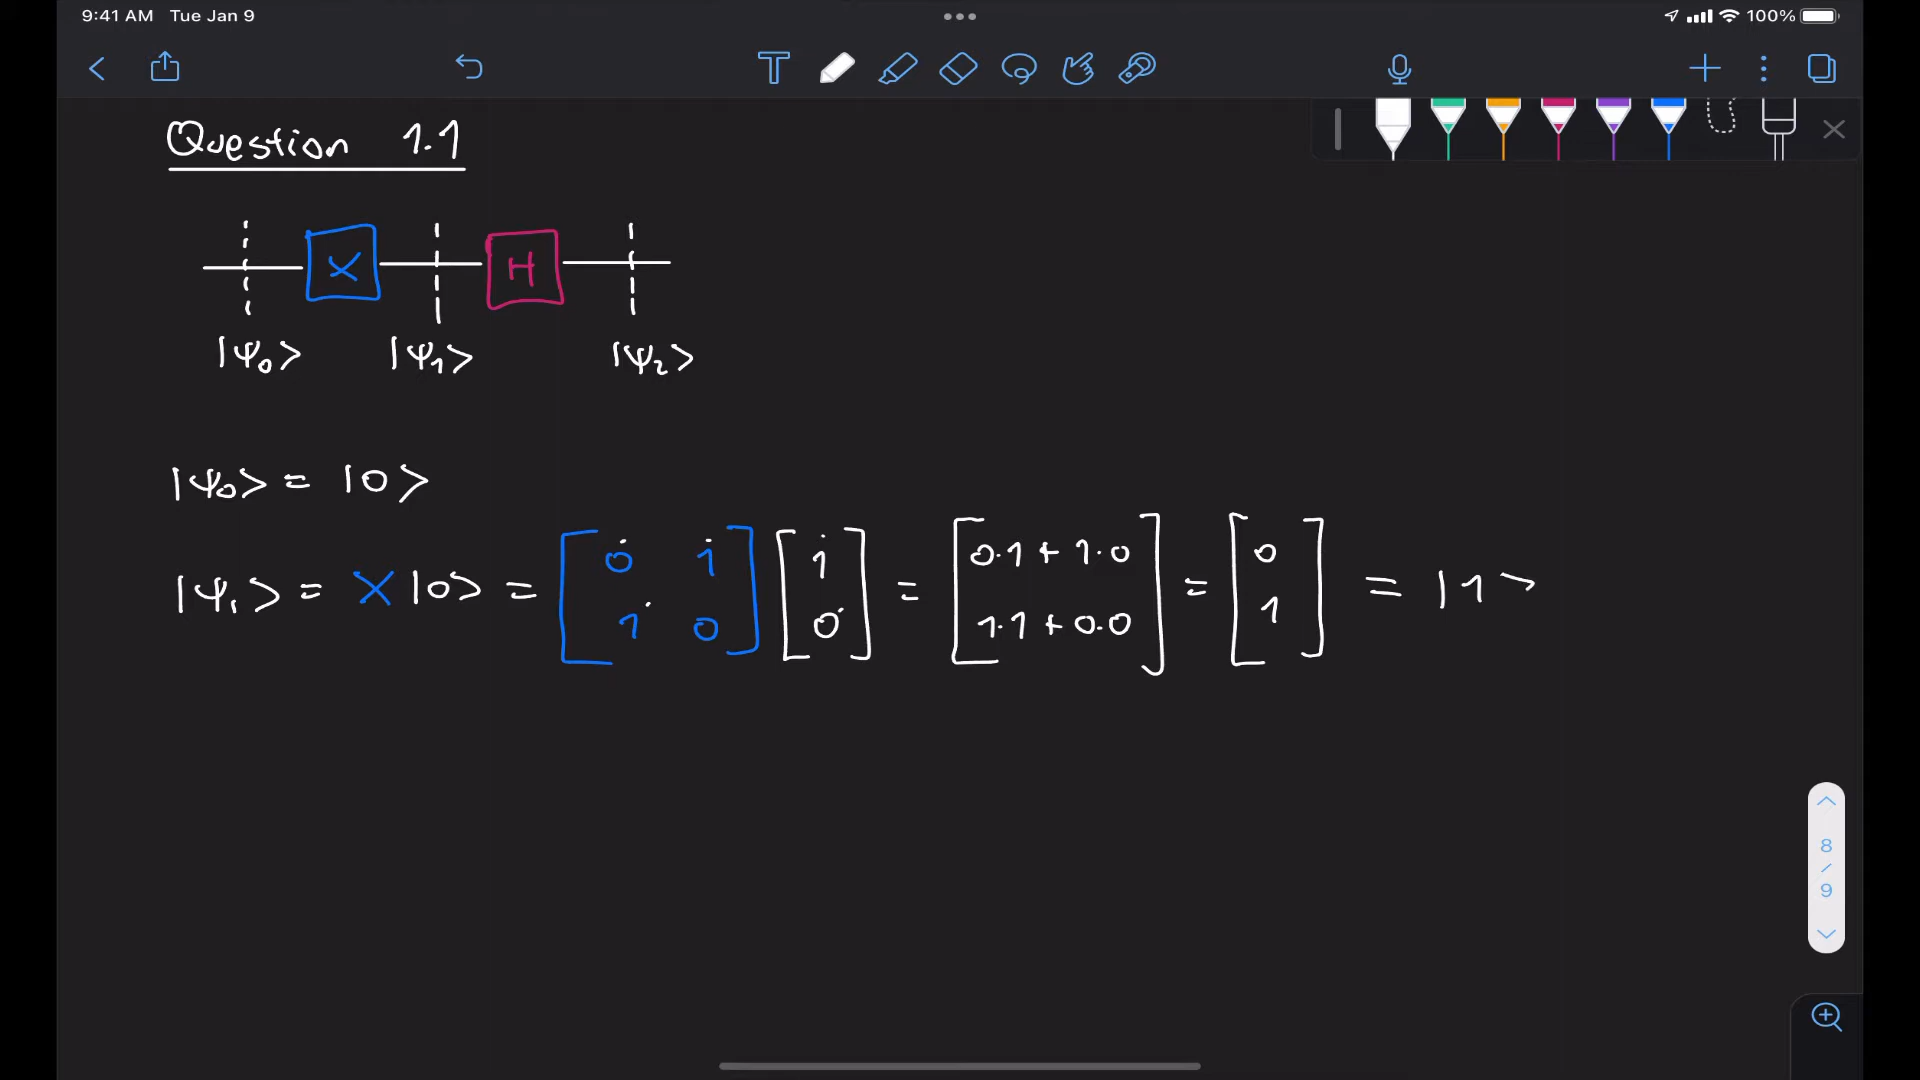 9:41 AM Tue Jan 9
100%
T
Question 1.1
X H
|ψ₀> |ψ₁> |ψ₂>
|ψ₀> = |0>
|ψ₁> = X |0> = [0 1; 1 0] [1; 0] = [0·1 + 1·0; 1·1 + 0·0] = [0; 1] = |1>
8
/
9